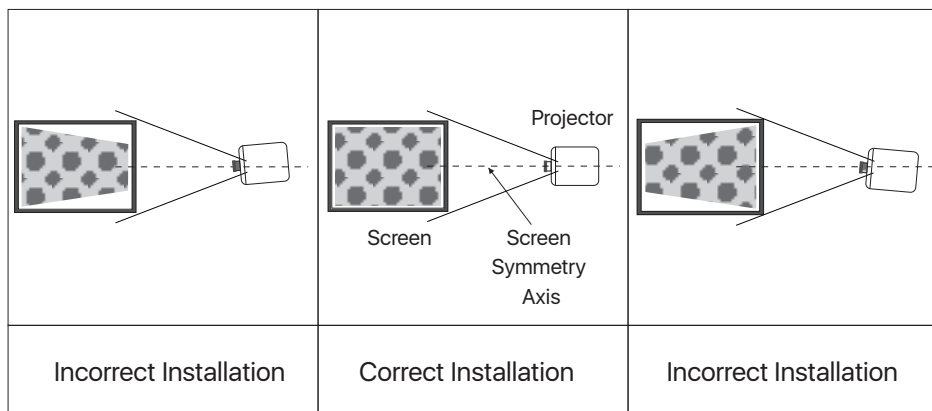 Projector
Screen
Screen
Symmetry
Axis
Incorrect Installation
Correct Installation
Incorrect Installation